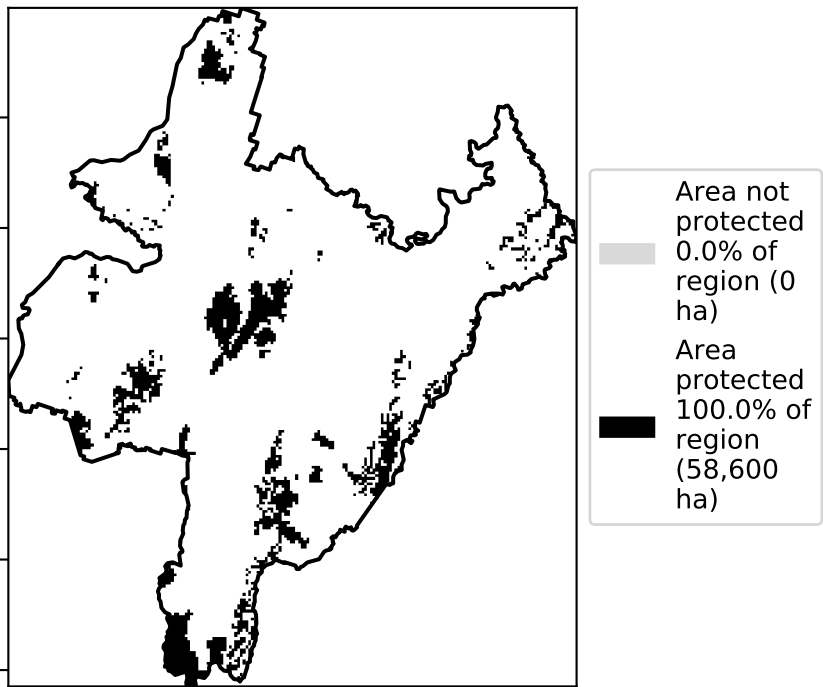 Area not
protected
0.0% of
region (0
ha)
Area
protected
100.0% of
region
(58,600
ha)